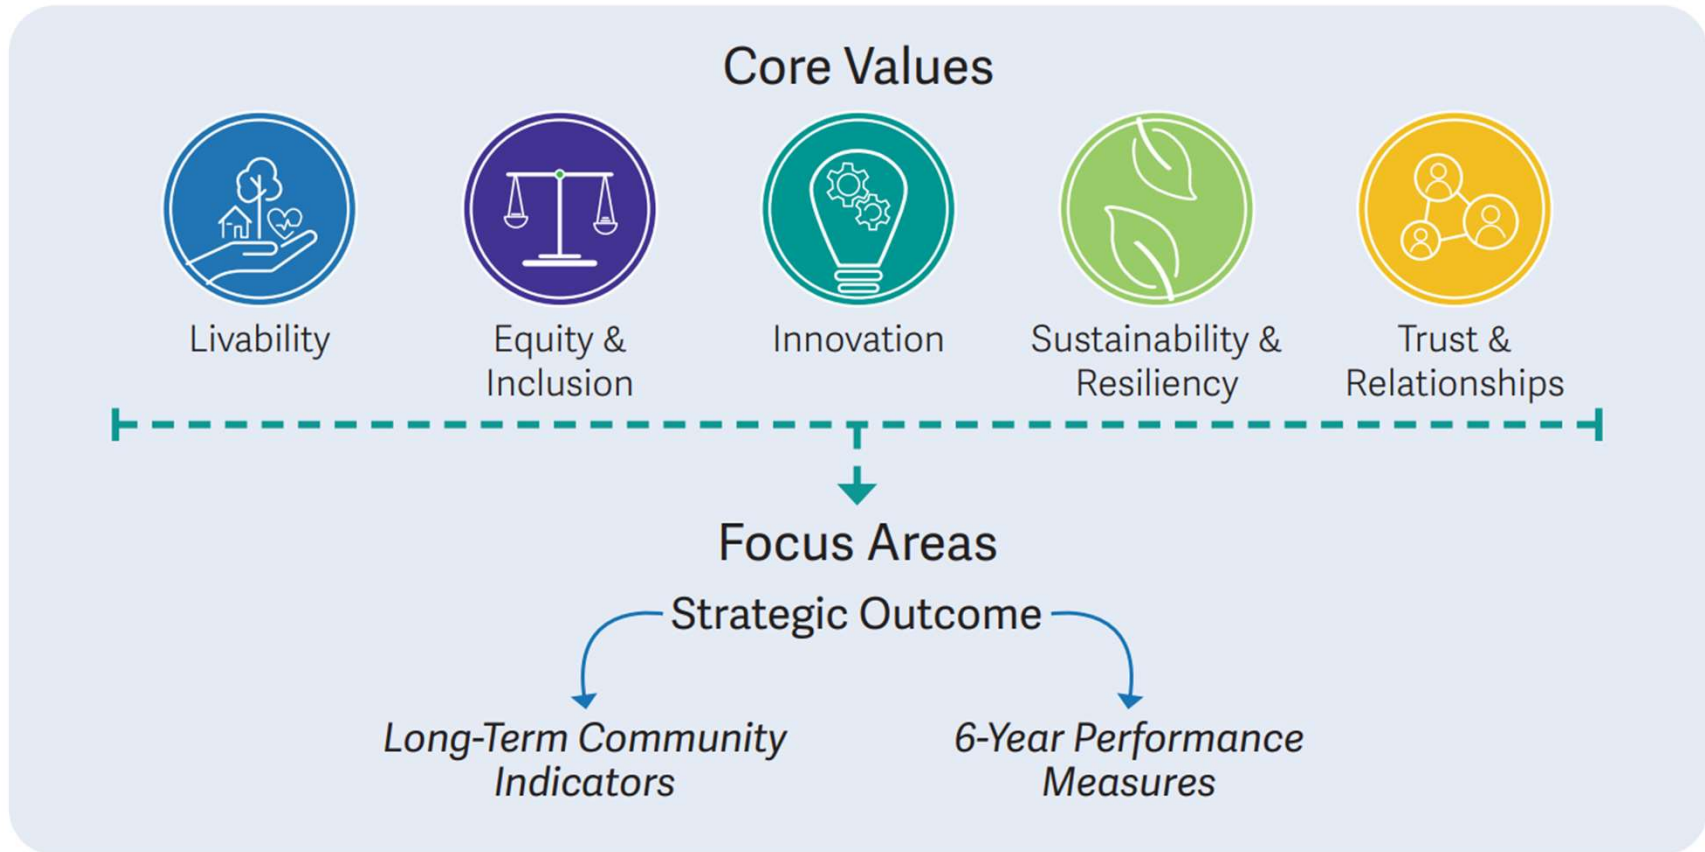 Core Values
Livability
Equity &
Inclusion
Innovation
Sustainability &
Resiliency
Trust &
Relationships
Focus Areas
Strategic Outcome
Long-Term Community
Indicators
6-Year Performance
Measures